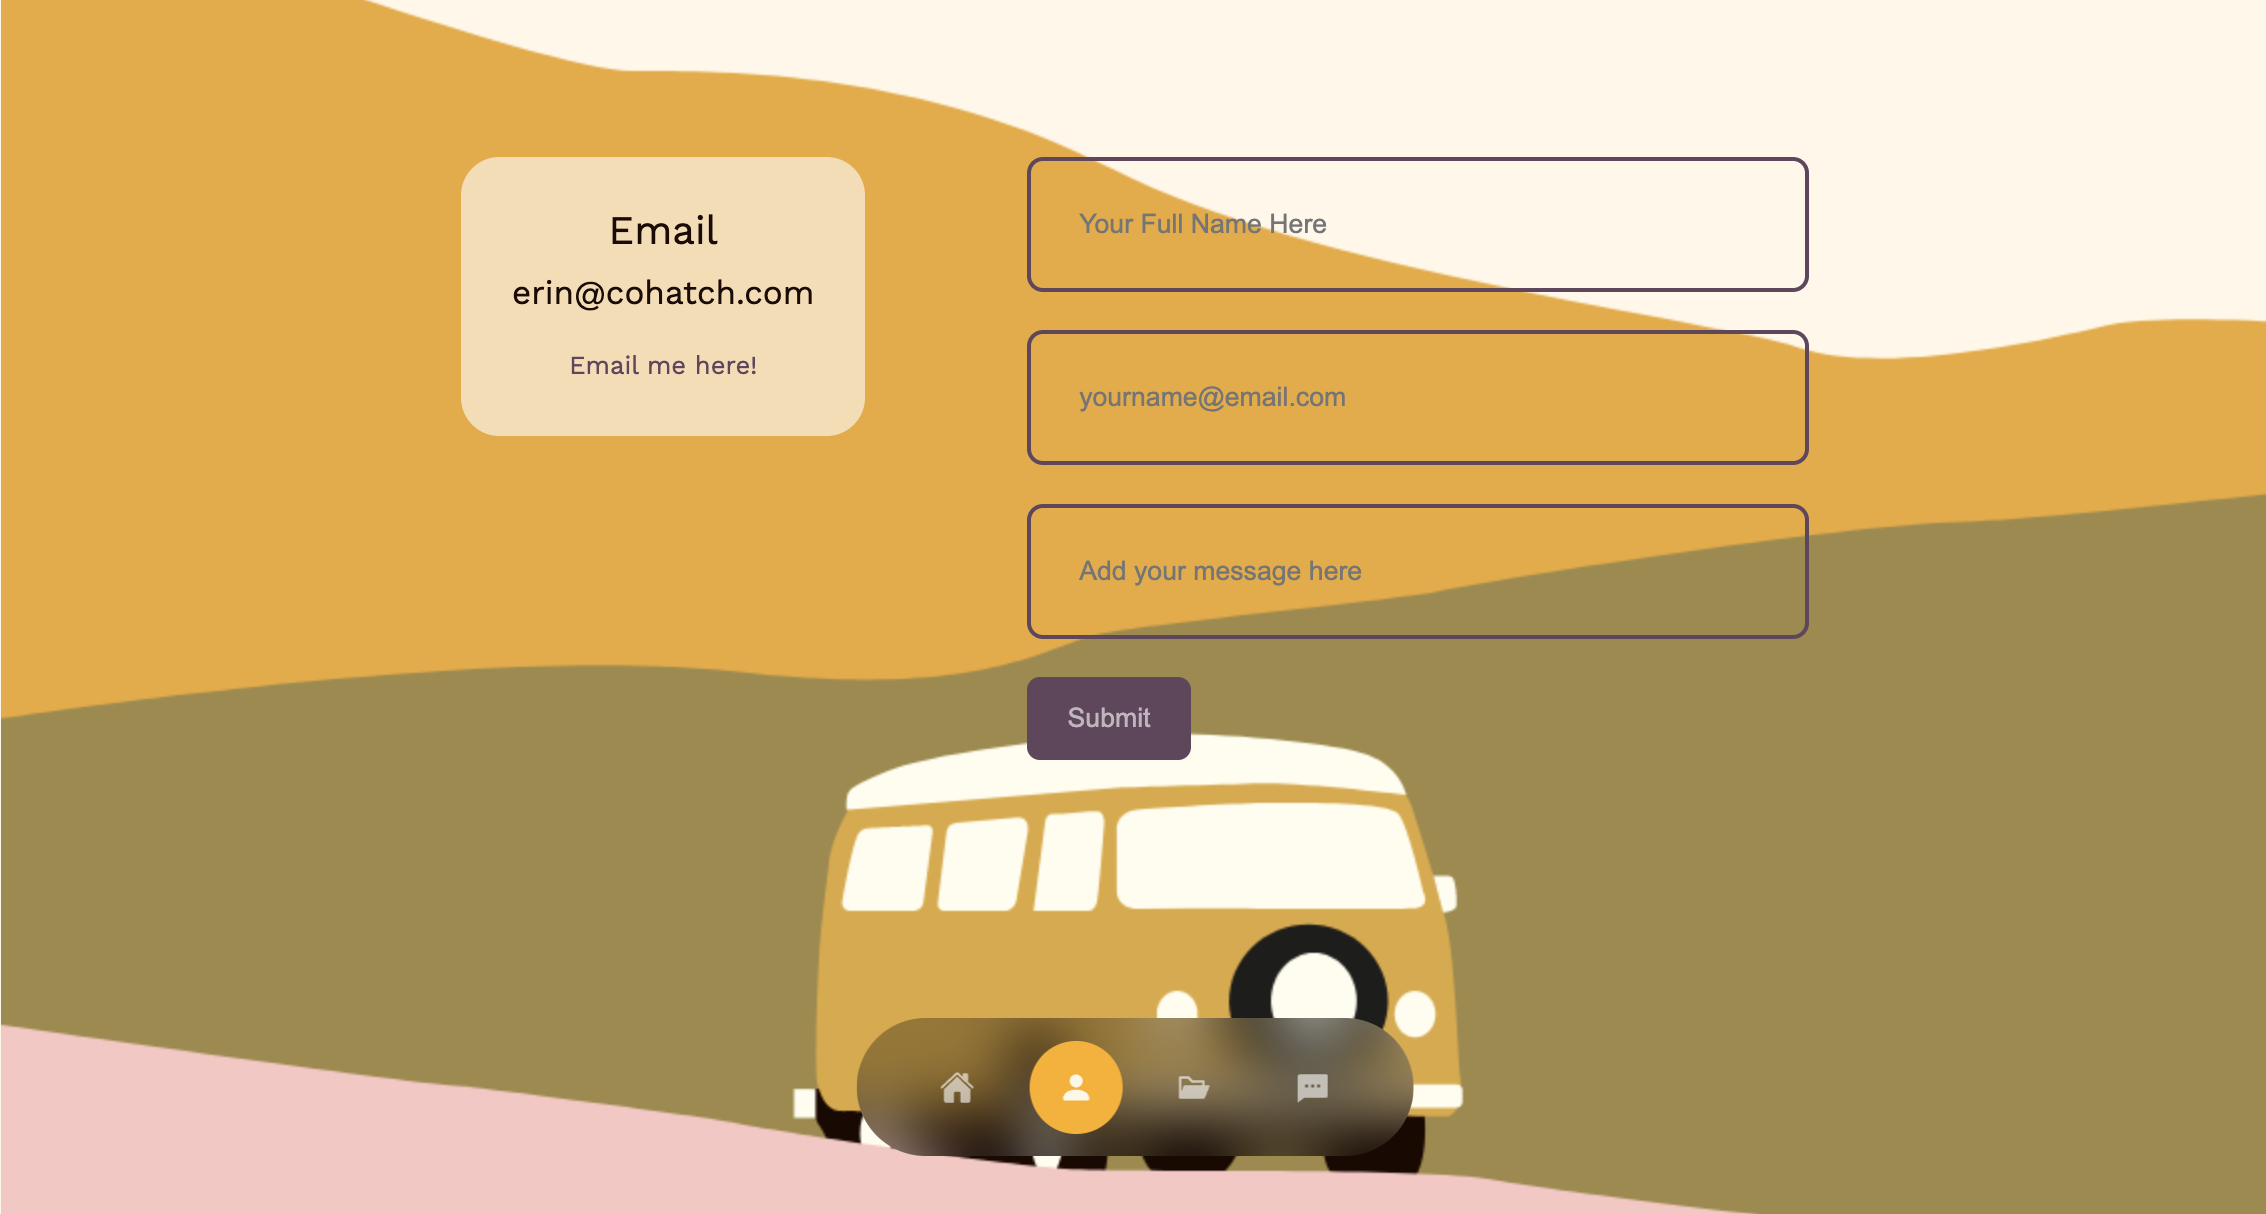 Email
erin@cohatch.com
Email me here!
Your Full Name Here
yourname@email.com
Add your message here
Submit